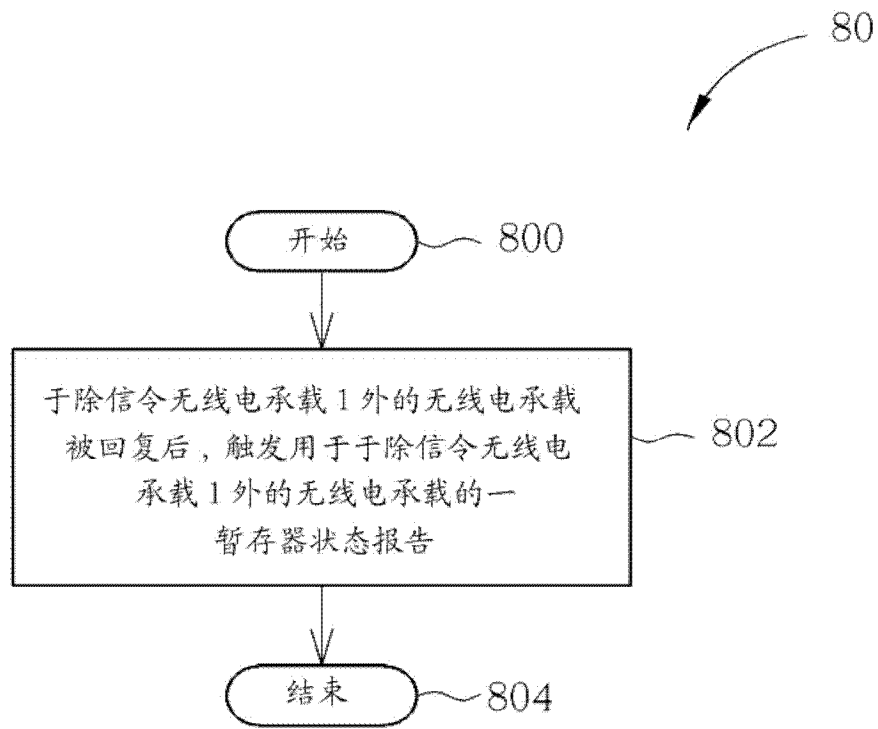 80
开始
800
于除信令无线电承载1外的无线电承载
被回复后，触发用于于除信令无线电
承载1外的无线电承载的一
暂存器状态报告
802
结束
804